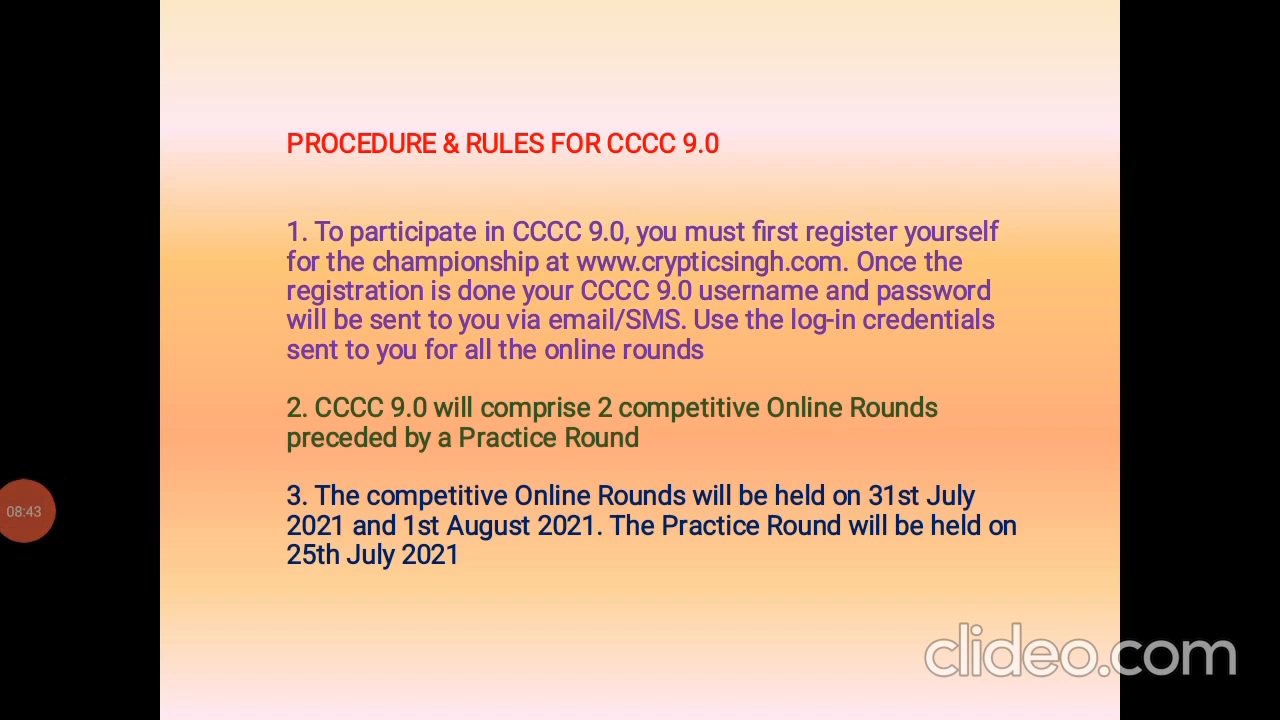 PROCEDURE & RULES FOR CCCC 9.0
1. To participate in CCCC 9.0, you must first register yourself
for the championship at www.crypticsingh.com. Once the
registration is done your CCCC 9.0 username and password
will be sent to you via email/SMS. Use the log-in credentials
sent to you for all the online rounds
2. CCCC 9.0 will comprise 2 competitive Online Rounds
preceded by a Practice Round
3. The competitive Online Rounds will be held on 31st July
2021 and 1st August 2021. The Practice Round will be held on
25th July 2021
08:43
clideo.com